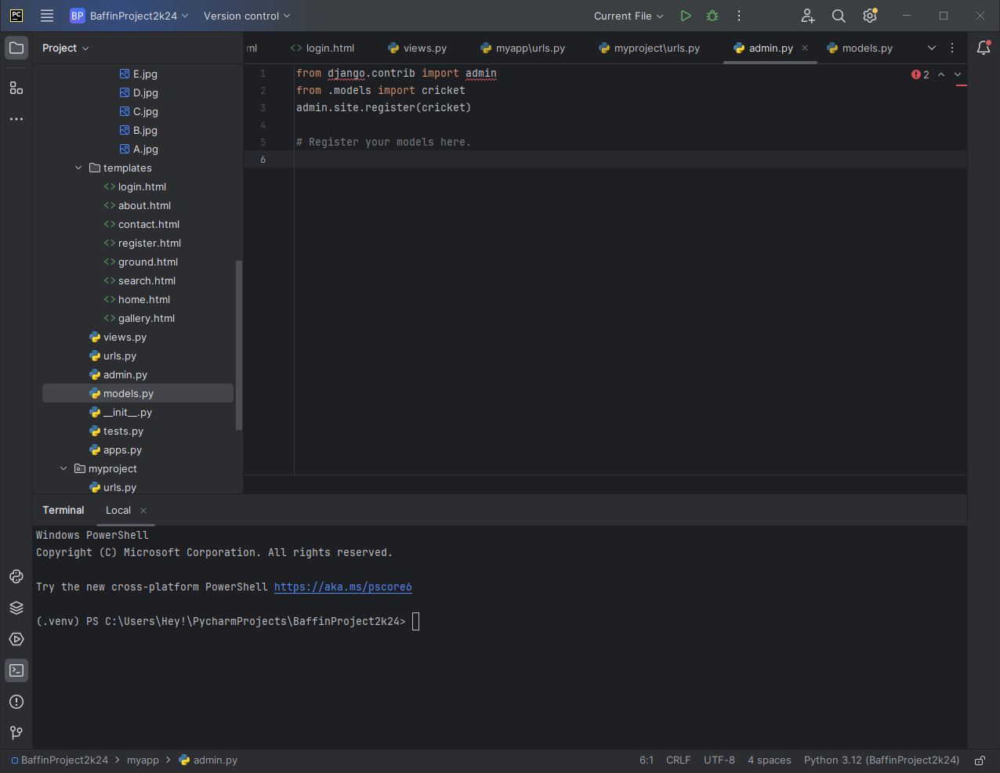 PC
BP BaffinProject2k24 Version control Current File
Project
ml login.html views.py myapp\urls.py myproject\urls.py admin.py models.py
E.jpg
D.jpg
C.jpg
B.jpg
A.jpg
templates
login.html
about.html
contact.html
register.html
ground.html
search.html
home.html
gallery.html
views.py
urls.py
admin.py
models.py
__init__.py
tests.py
apps.py
myproject
urls.py
1 from django.contrib import admin
2 from .models import cricket
3 admin.site.register(cricket)
4
5 # Register your models here.
6
2
Terminal Local
Windows PowerShell
Copyright (C) Microsoft Corporation. All rights reserved.
Try the new cross-platform PowerShell https://aka.ms/pscore6
(.venv) PS C:\Users\Hey!\PycharmProjects\BaffinProject2k24>
BaffinProject2k24 > myapp > admin.py 6:1 CRLF UTF-8 4 spaces Python 3.12 (BaffinProject2k24)